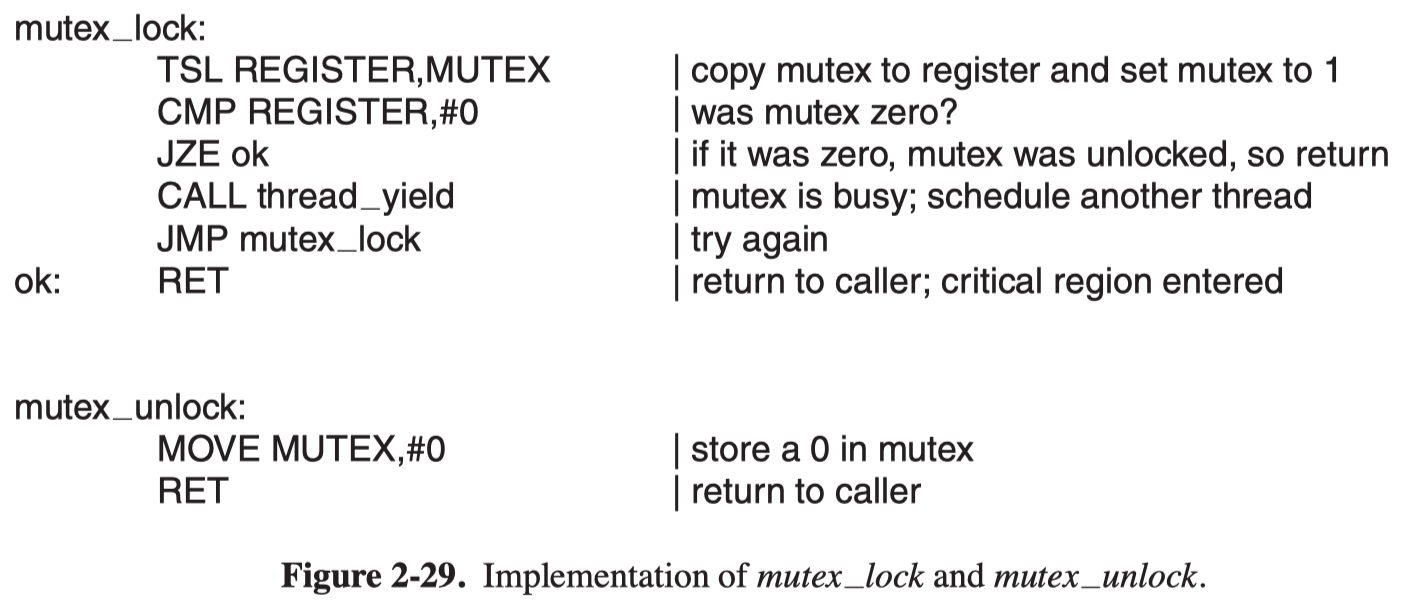 mutex_lock:
TSL REGISTER,MUTEX | copy mutex to register and set mutex to 1
CMP REGISTER,#0 | was mutex zero?
JZE ok | if it was zero, mutex was unlocked, so return
CALL thread_yield | mutex is busy; schedule another thread
JMP mutex_lock | try again
ok: RET | return to caller; critical region entered
mutex_unlock:
MOVE MUTEX,#0 | store a 0 in mutex
RET | return to caller
Figure 2-29. Implementation of mutex_lock and mutex_unlock.